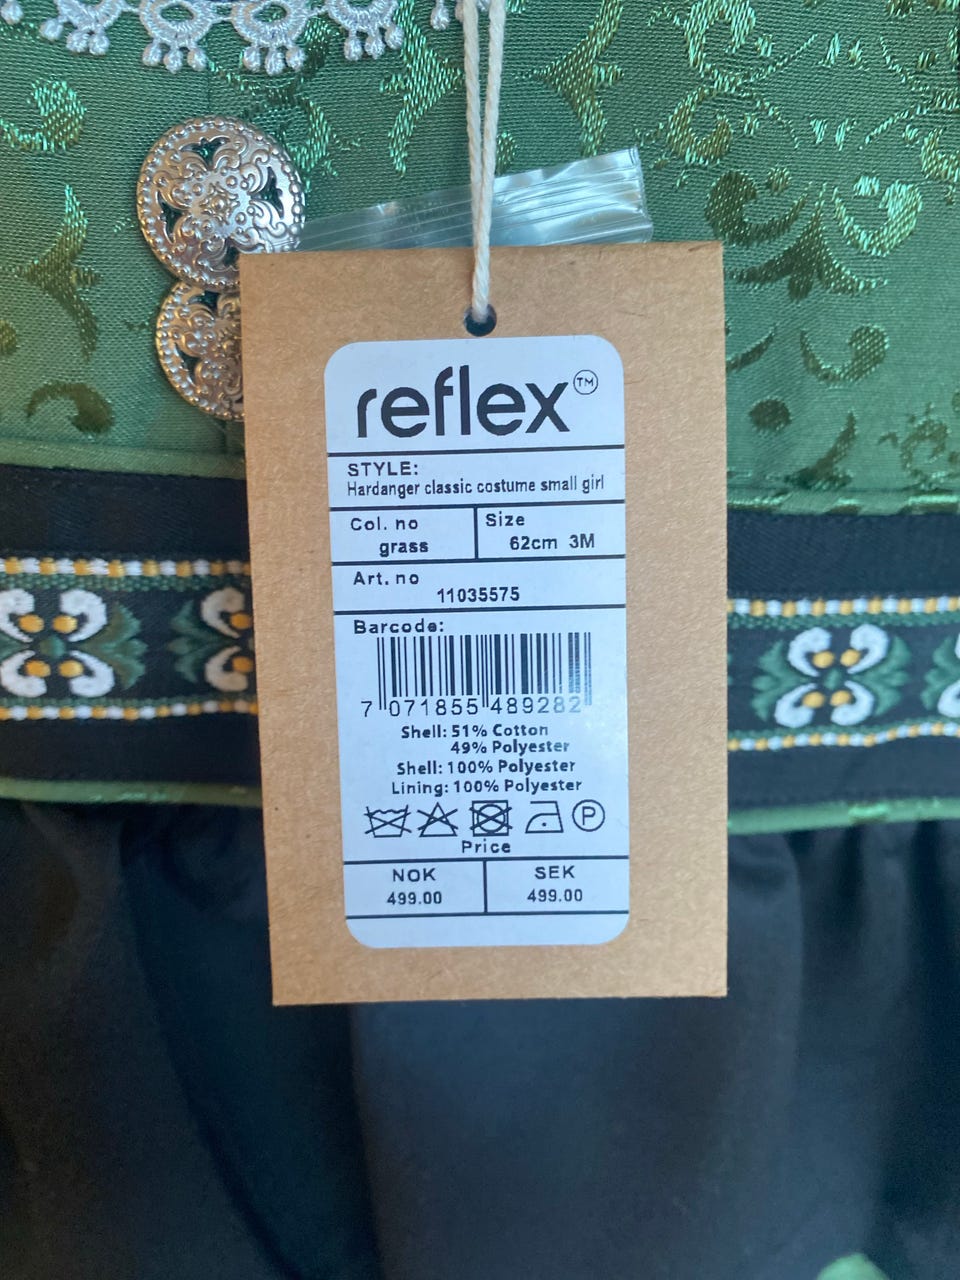 reflex™
STYLE:
Hardanger classic costume small girl
Col. no
grass
Size
62cm 3M
Art. no
11035575
Barcode:
7 071855 489282
Shell: 51% Cotton
49% Polyester
Shell: 100% Polyester
Lining: 100% Polyester
P
Price
NOK
499.00
SEK
499.00